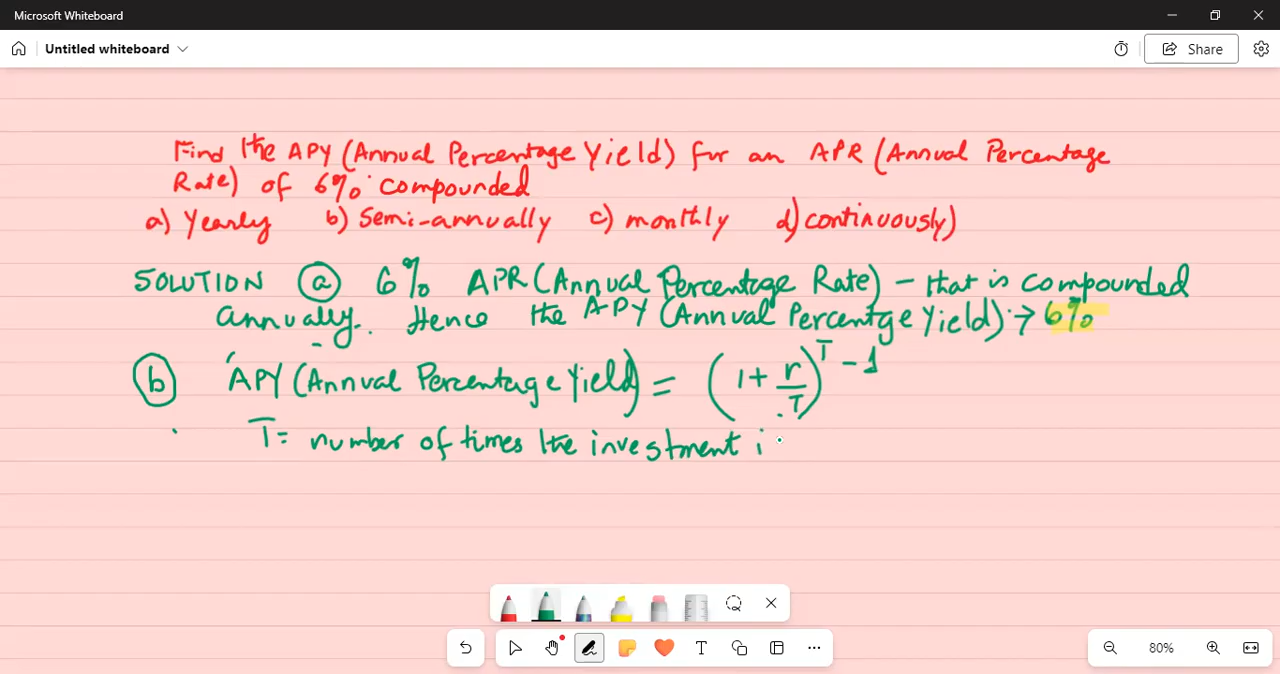 Microsoft Whiteboard
Untitled whiteboard
Share
Find the APY (Annual Percentage Yield) for an APR (Annual Percentage
Rate) of 6% compounded
a) Yearly b) Semi-annually c) monthly d) continuously)
SOLUTION (a) 6% APR (Annual Percentage Rate) - that is compounded
annually. Hence the APY (Annual Percentge Yield) → 6%
(b) APY (Annual Percentage Yield) = (1 + r/T)^T - 1
T = number of times the investment i
80%